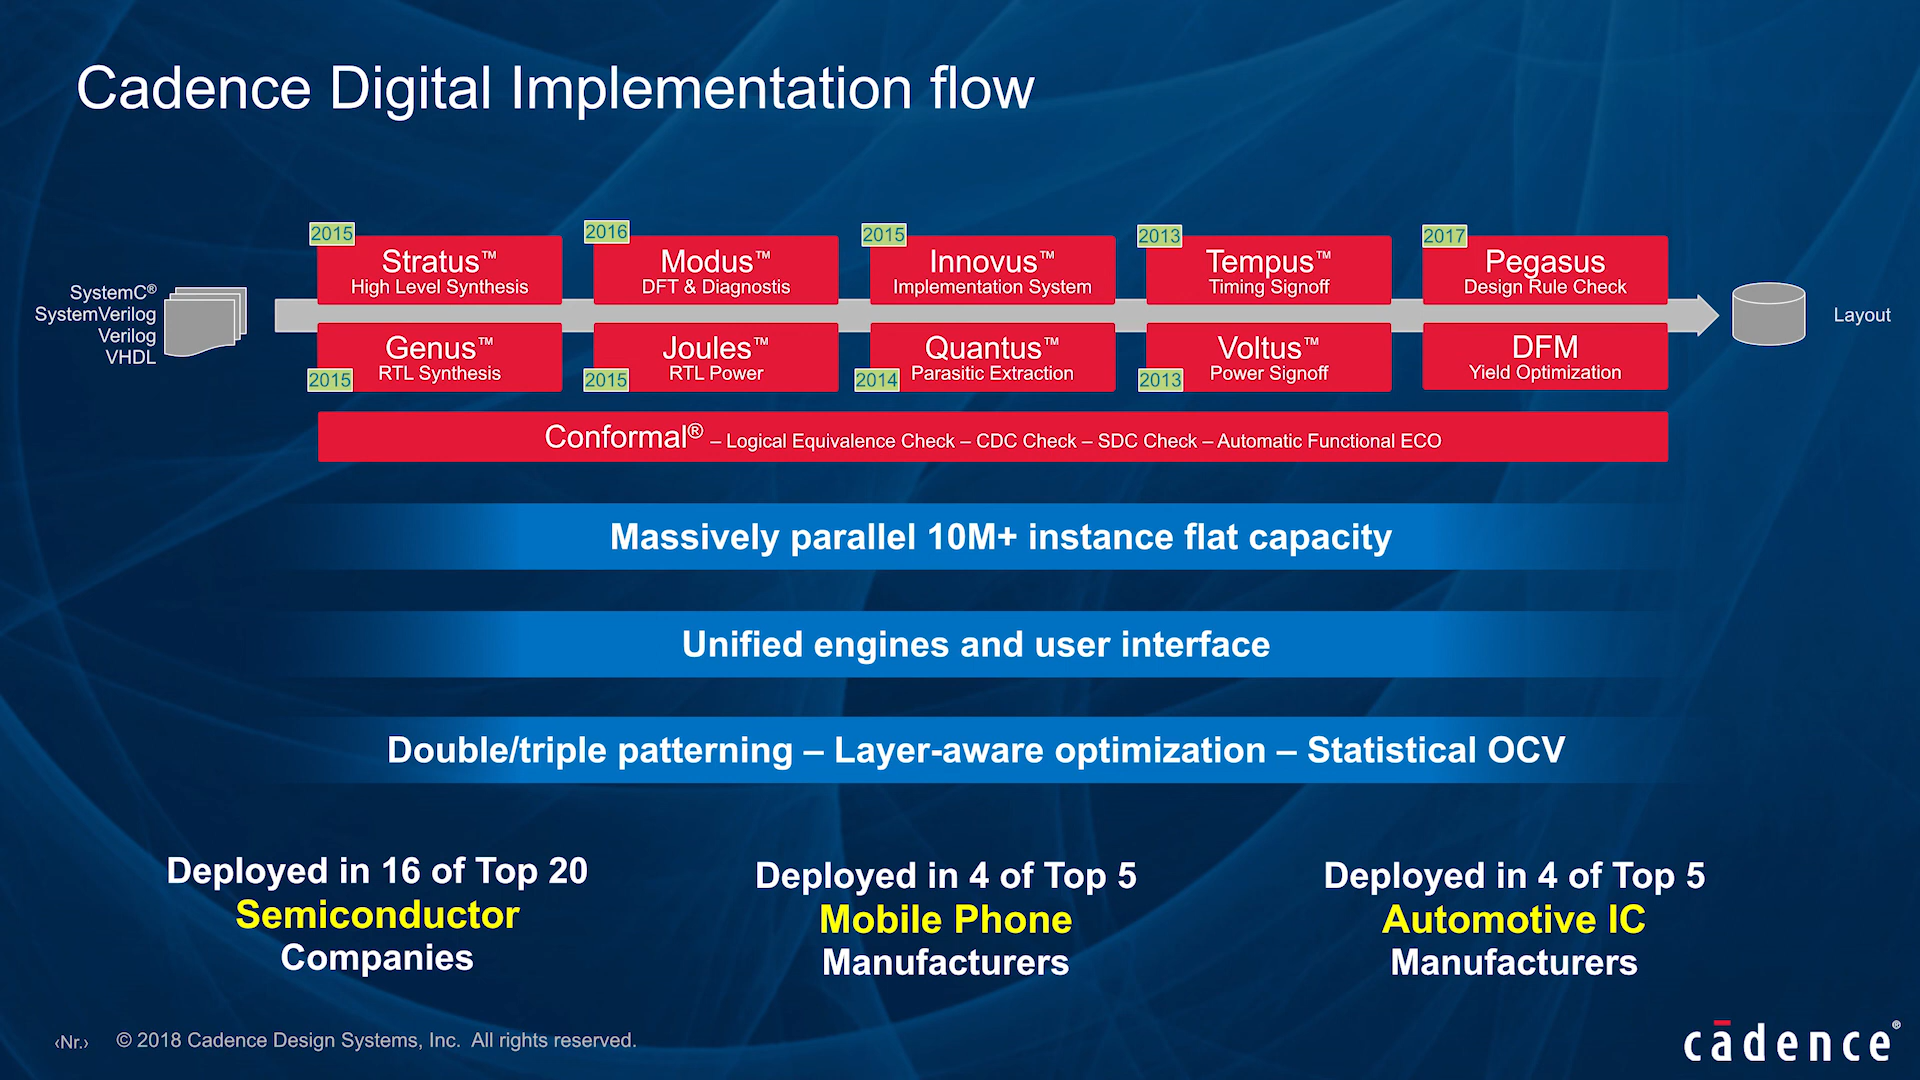 Cadence Digital Implementation flow
SystemC®
SystemVerilog
Verilog
VHDL
2015
Stratus™
High Level Synthesis
2016
Modus™
DFT & Diagnostis
2015
Innovus™
Implementation System
2013
Tempus™
Timing Signoff
2017
Pegasus
Design Rule Check
Genus™
RTL Synthesis
2015
Joules™
RTL Power
2015
Quantus™
Parasitic Extraction
2014
Voltus™
Power Signoff
2013
DFM
Yield Optimization
Layout
Conformal® – Logical Equivalence Check – CDC Check – SDC Check – Automatic Functional ECO
Massively parallel 10M+ instance flat capacity
Unified engines and user interface
Double/triple patterning – Layer-aware optimization – Statistical OCV
Deployed in 16 of Top 20
Semiconductor
Companies
Deployed in 4 of Top 5
Mobile Phone
Manufacturers
Deployed in 4 of Top 5
Automotive IC
Manufacturers
‹Nr.›
© 2018 Cadence Design Systems, Inc. All rights reserved.
cādence®